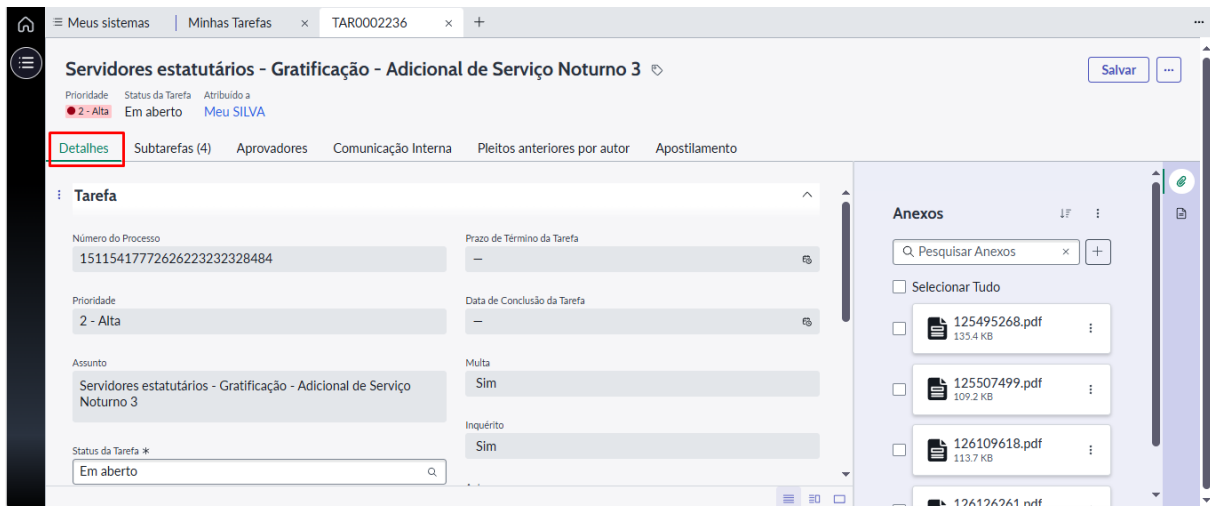 Meus sistemas
Minhas Tarefas
TAR0002236
Servidores estatutários - Gratificação - Adicional de Serviço Noturno 3
Salvar
Prioridade Status da Tarefa Atribuído a
2 - Alta Em aberto Meu SILVA
Detalhes Subtarefas (4) Aprovadores Comunicação Interna Pleitos anteriores por autor Apostilamento
Tarefa
Número do Processo
15115417772626223232328484
Prazo de Término da Tarefa
—
Prioridade
2 - Alta
Data de Conclusão da Tarefa
—
Assunto
Servidores estatutários - Gratificação - Adicional de Serviço
Noturno 3
Multa
Sim
Inquérito
Sim
Status da Tarefa *
Em aberto
Anexos
Pesquisar Anexos
Selecionar Tudo
125495268.pdf
135.4 KB
125507499.pdf
109.2 KB
126109618.pdf
113.7 KB
126126261.pdf